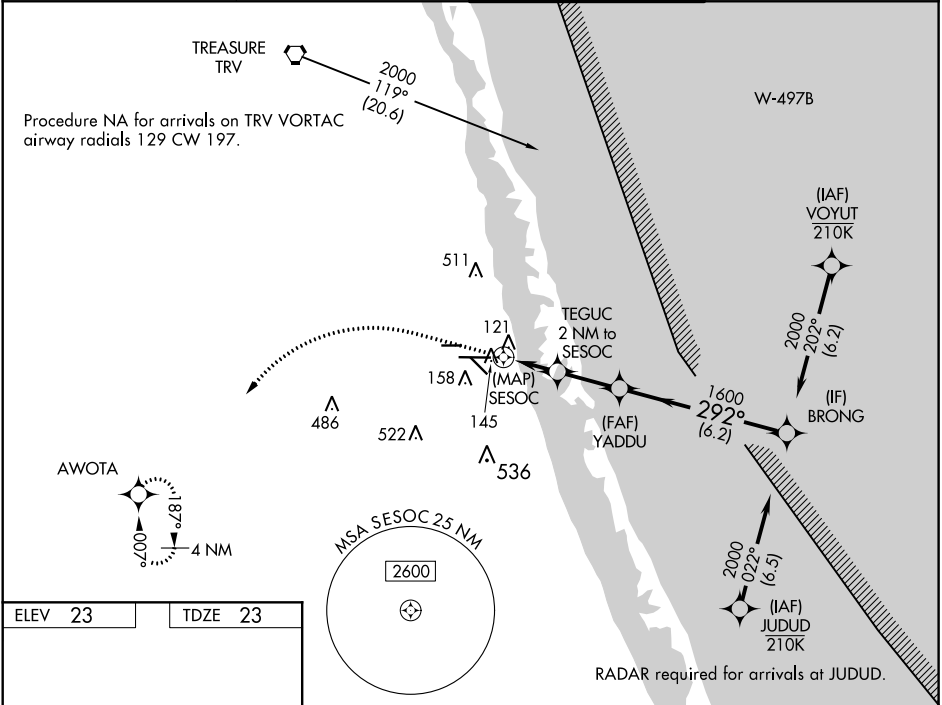 TREASURE
TRV
2000
119°
(20.6)
W-497B
Procedure NA for arrivals on TRV VORTAC
airway radials 129 CW 197.
(IAF)
VOYUT
210K
2000
202°
(6.2)
511
121
TEGUC
2 NM to
SESOC
158
(MAP)
SESOC
145
1600
292°
(6.2)
(IF)
BRONG
(FAF)
YADDU
486
522
536
AWOTA
187°
007°
4 NM
MSA SESOC 25 NM
2600
2000
022°
(6.5)
(IAF)
JUDUD
210K
ELEV 23
TDZE 23
RADAR required for arrivals at JUDUD.